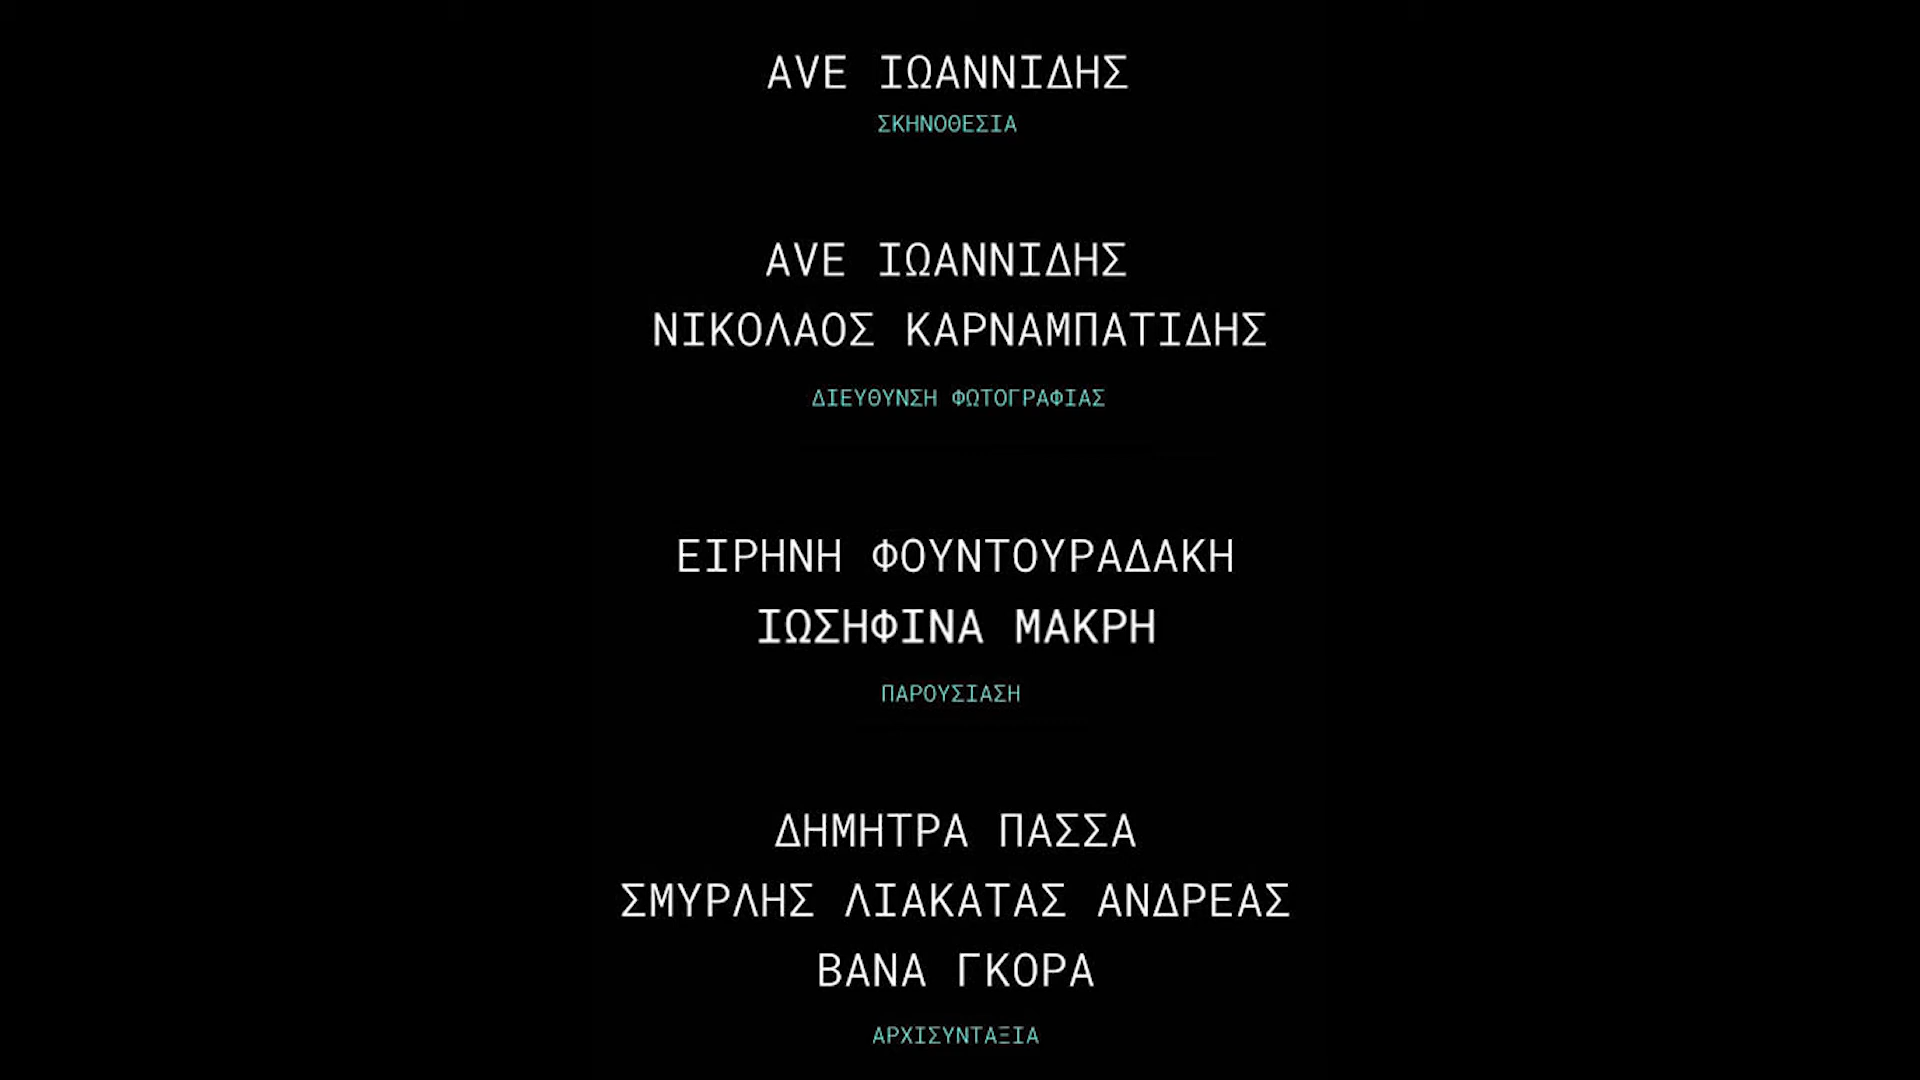 AVE ΙΩΑΝΝΙΔΗΣ
ΣΚΗΝΟΘΕΣΙΑ
AVE ΙΩΑΝΝΙΔΗΣ
ΝΙΚΟΛΑΟΣ ΚΑΡΝΑΜΠΑΤΙΔΗΣ
ΔΙΕΥΘΥΝΣΗ ΦΩΤΟΓΡΑΦΙΑΣ
ΕΙΡΗΝΗ ΦΟΥΝΤΟΥΡΑΔΑΚΗ
ΙΩΣΗΦΙΝΑ ΜΑΚΡΗ
ΠΑΡΟΥΣΙΑΣΗ
ΔΗΜΗΤΡΑ ΠΑΣΣΑ
ΣΜΥΡΛΗΣ ΛΙΑΚΑΤΑΣ ΑΝΔΡΕΑΣ
ΒΑΝΑ ΓΚΟΡΑ
ΑΡΧΙΣΥΝΤΑΞΙΑ